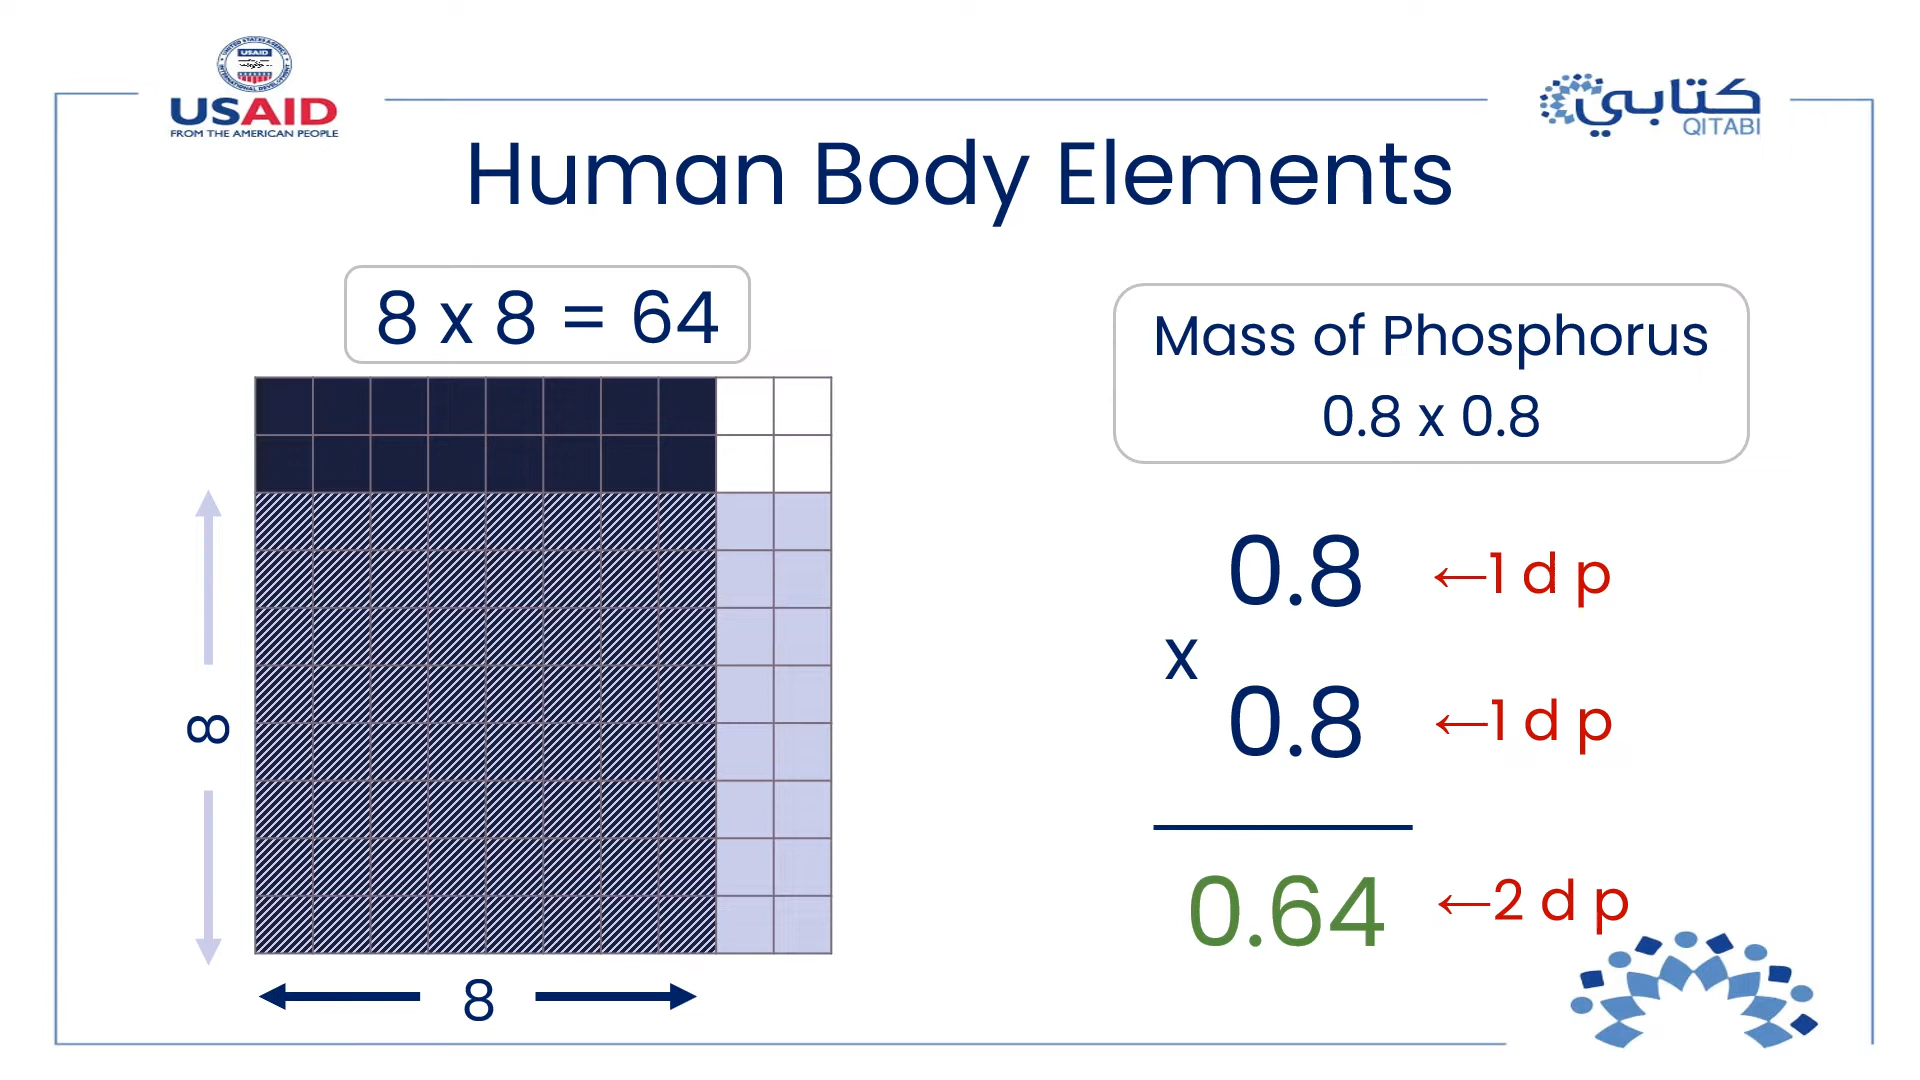 USAID
USAID
FROM THE AMERICAN PEOPLE
كتابي
QITABI
Human Body Elements
8 x 8 = 64
Mass of Phosphorus
0.8 x 0.8
0.8 ←1 d p
x
0.8 ←1 d p
0.64 ←2 d p
8
8